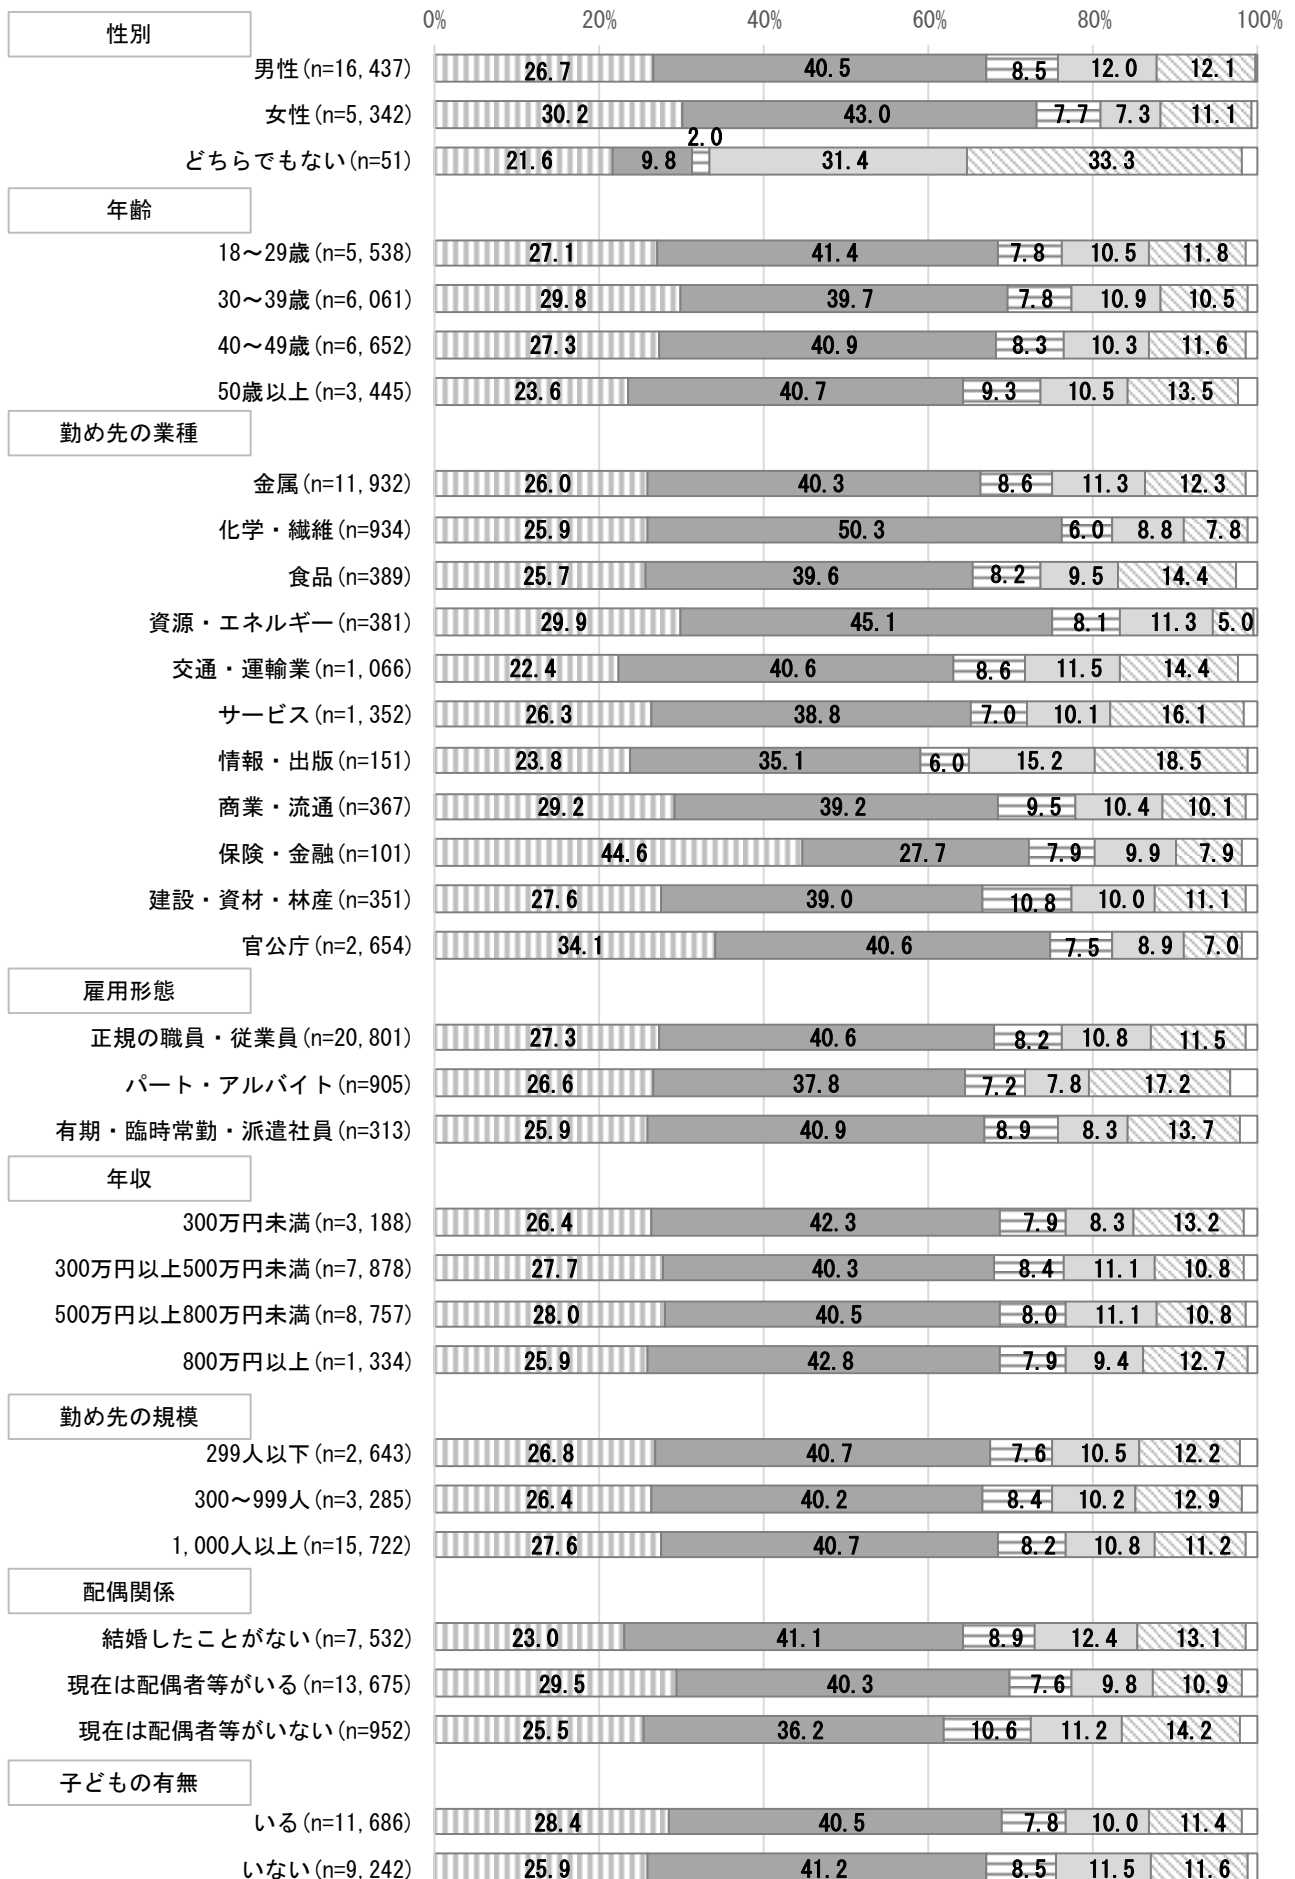 0% 20% 40% 60% 80% 100%
性別
男性(n=16,437) 26.7 40.5 8.5 12.0 12.1
女性(n=5,342) 30.2 43.0 7.7 7.3 11.1
どちらでもない(n=51) 21.6 9.8 2.0 31.4 33.3
年齢
18～29歳(n=5,538) 27.1 41.4 7.8 10.5 11.8
30～39歳(n=6,061) 29.8 39.7 7.8 10.9 10.5
40～49歳(n=6,652) 27.3 40.9 8.3 10.3 11.6
50歳以上(n=3,445) 23.6 40.7 9.3 10.5 13.5
勤め先の業種
金属(n=11,932) 26.0 40.3 8.6 11.3 12.3
化学・繊維(n=934) 25.9 50.3 6.0 8.8 7.8
食品(n=389) 25.7 39.6 8.2 9.5 14.4
資源・エネルギー(n=381) 29.9 45.1 8.1 11.3 5.0
交通・運輸業(n=1,066) 22.4 40.6 8.6 11.5 14.4
サービス(n=1,352) 26.3 38.8 7.0 10.1 16.1
情報・出版(n=151) 23.8 35.1 6.0 15.2 18.5
商業・流通(n=367) 29.2 39.2 9.5 10.4 10.1
保険・金融(n=101) 44.6 27.7 7.9 9.9 7.9
建設・資材・林産(n=351) 27.6 39.0 10.8 10.0 11.1
官公庁(n=2,654) 34.1 40.6 7.5 8.9 7.0
雇用形態
正規の職員・従業員(n=20,801) 27.3 40.6 8.2 10.8 11.5
パート・アルバイト(n=905) 26.6 37.8 7.2 7.8 17.2
有期・臨時常勤・派遣社員(n=313) 25.9 40.9 8.9 8.3 13.7
年収
300万円未満(n=3,188) 26.4 42.3 7.9 8.3 13.2
300万円以上500万円未満(n=7,878) 27.7 40.3 8.4 11.1 10.8
500万円以上800万円未満(n=8,757) 28.0 40.5 8.0 11.1 10.8
800万円以上(n=1,334) 25.9 42.8 7.9 9.4 12.7
勤め先の規模
299人以下(n=2,643) 26.8 40.7 7.6 10.5 12.2
300～999人(n=3,285) 26.4 40.2 8.4 10.2 12.9
1,000人以上(n=15,722) 27.6 40.7 8.2 10.8 11.2
配偶関係
結婚したことがない(n=7,532) 23.0 41.1 8.9 12.4 13.1
現在は配偶者等がいる(n=13,675) 29.5 40.3 7.6 9.8 10.9
現在は配偶者等がいない(n=952) 25.5 36.2 10.6 11.2 14.2
子どもの有無
いる(n=11,686) 28.4 40.5 7.8 10.0 11.4
いない(n=9,242) 25.9 41.2 8.5 11.5 11.6